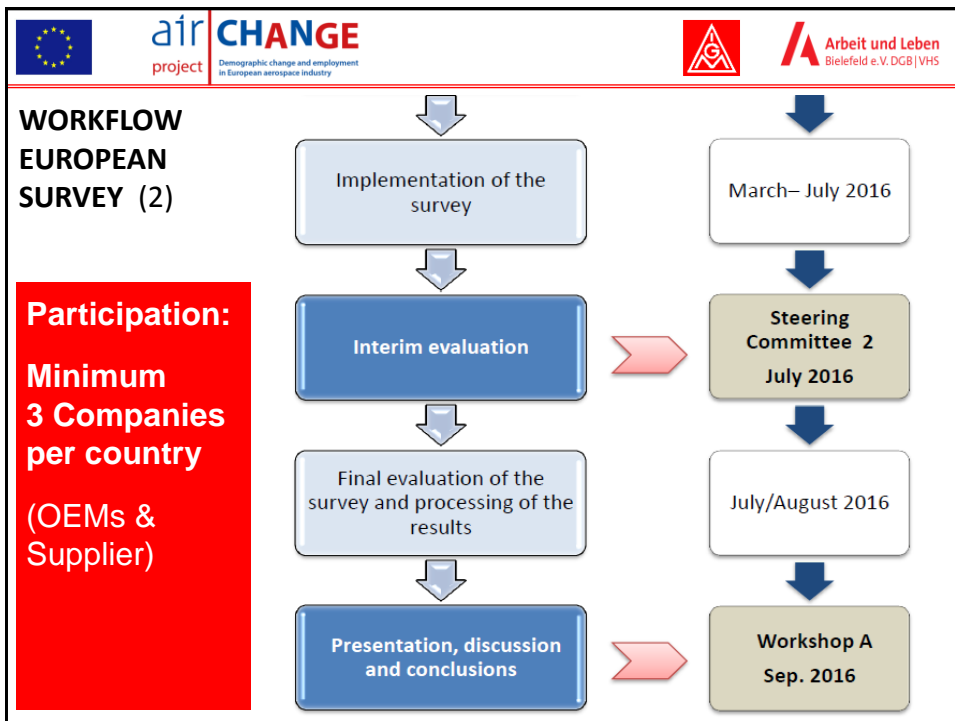 air CHANGE
project
Demographic change and employment
in European aerospace industry
IGM
Arbeit und Leben
Bielefeld e.V. DGB|VHS
WORKFLOW
EUROPEAN
SURVEY (2)
Participation:
Minimum
3 Companies
per country
(OEMs &
Supplier)
Implementation of the
survey
March– July 2016
Interim evaluation
Steering
Committee 2
July 2016
Final evaluation of the
survey and processing of the
results
July/August 2016
Presentation, discussion
and conclusions
Workshop A
Sep. 2016